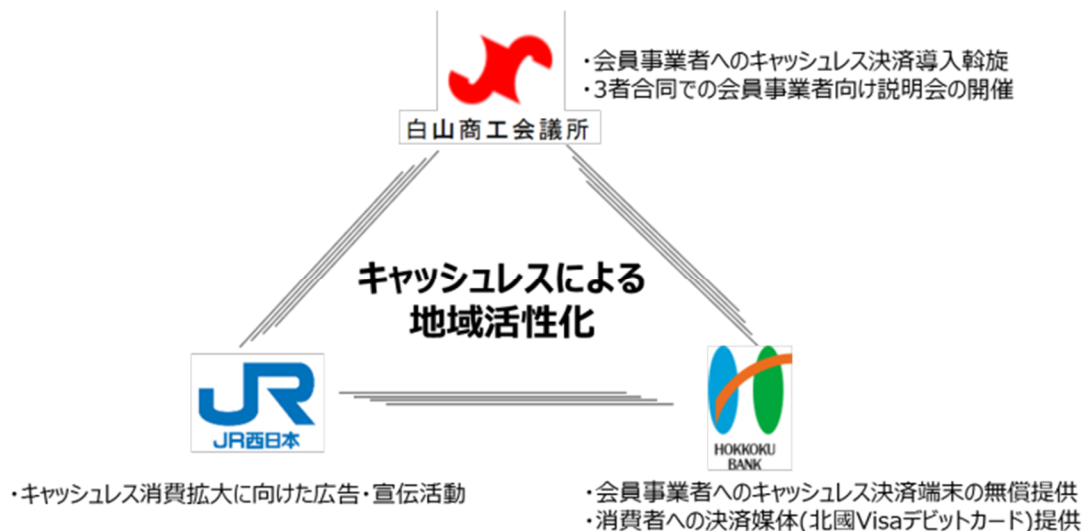 ・会員事業者へのキャッシュレス決済導入斡旋
・3者合同での会員事業者向け説明会の開催
白山商工会議所
キャッシュレスによる
地域活性化
JR
JR西日本
HOKKOKU
BANK
・キャッシュレス消費拡大に向けた広告・宣伝活動
・会員事業者へのキャッシュレス決済端末の無償提供
・消費者への決済媒体(北國Visaデビットカード)提供